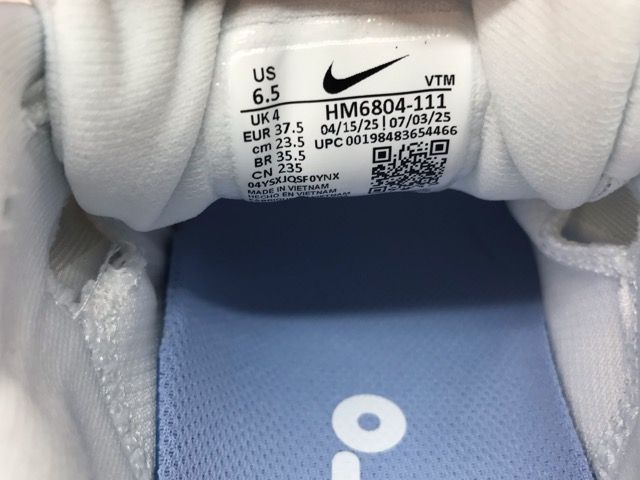 US
6.5
VTM
UK 4
HM6804-111
EUR 37.5
04/15/25 | 07/03/25
cm 23.5
UPC 00198483654466
BR 35.5
CN 235
04YSXJQSF0YNX
MADE IN VIETNAM
HECHO EN VIETNAM